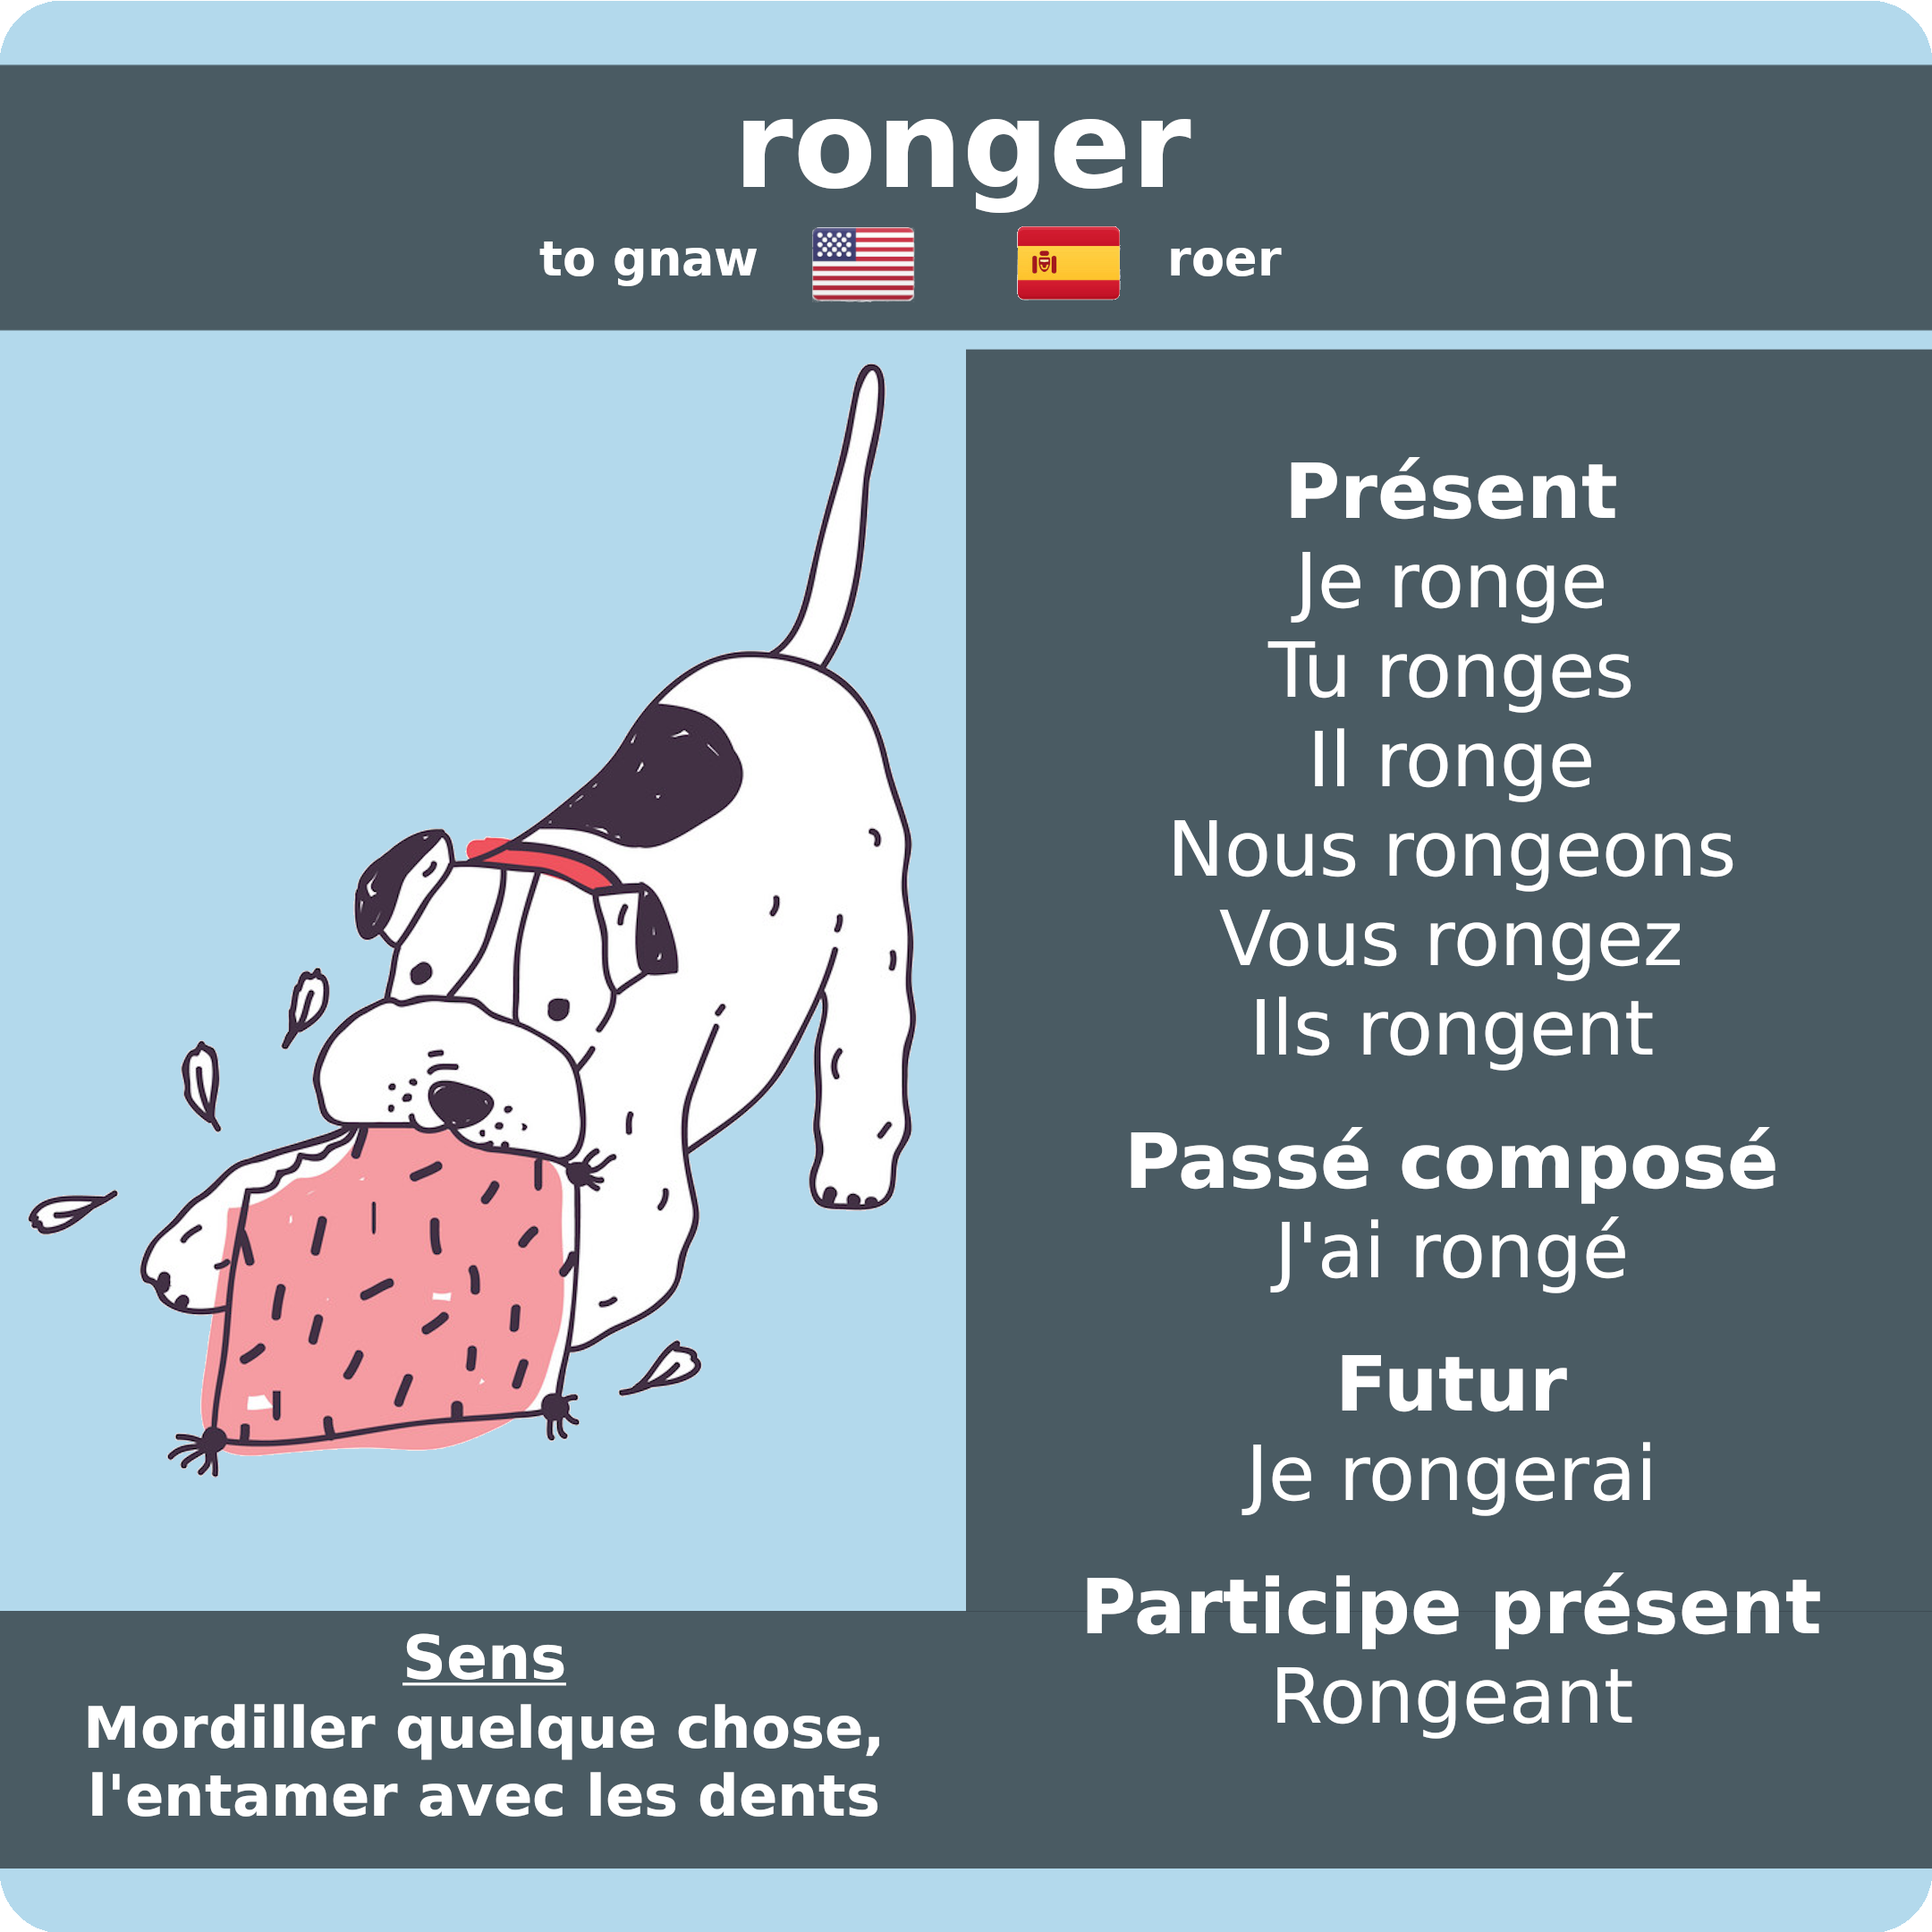 ronger
to gnaw roer
Présent
Je ronge
Tu ronges
Il ronge
Nous rongeons
Vous rongez
Ils rongent
Passé composé
J'ai rongé
Futur
Je rongerai
Participe présent
Rongeant
Sens
Mordiller quelque chose,
l'entamer avec les dents